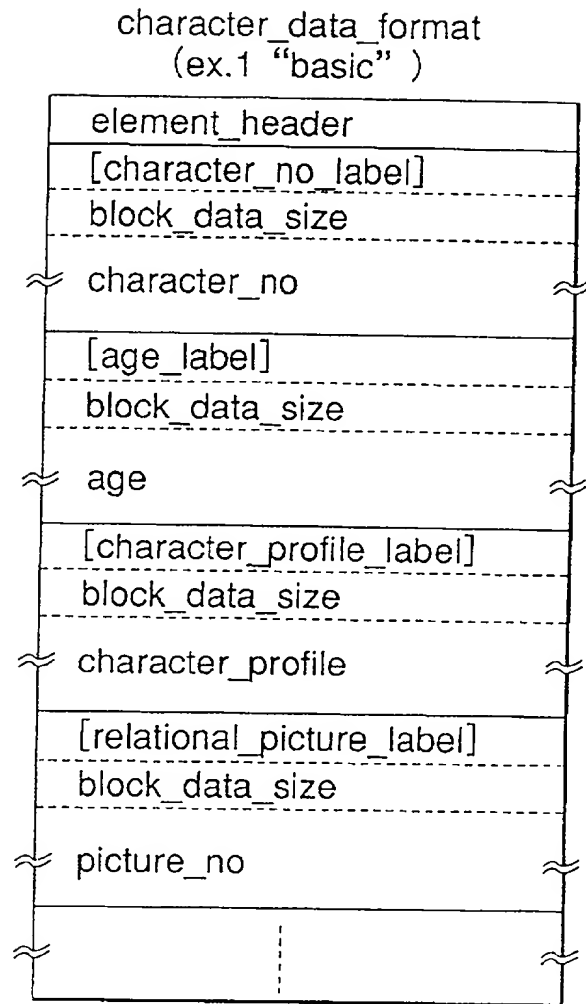 character_data_format
(ex.1 “basic” )
element_header
[character_no_label]
block_data_size
character_no
[age_label]
block_data_size
age
[character_profile_label]
block_data_size
character_profile
[relational_picture_label]
block_data_size
picture_no